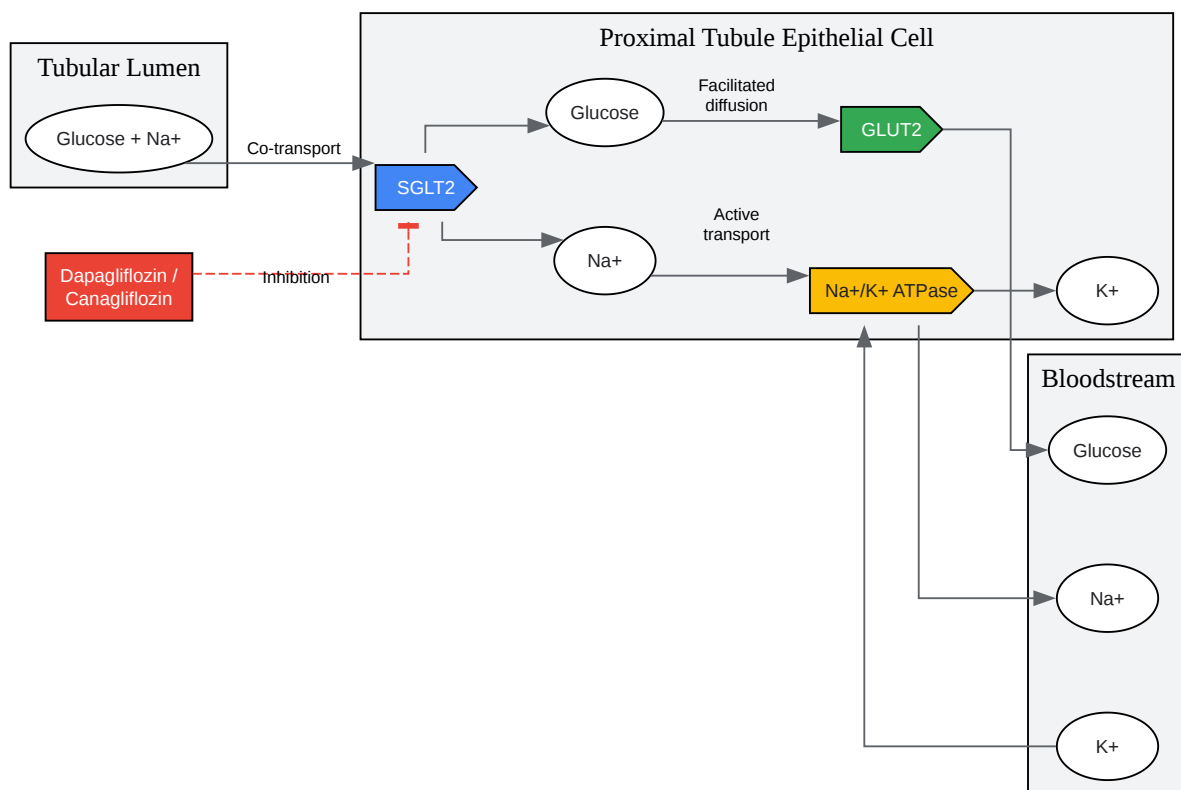 Proximal Tubule Epithelial Cell
Tubular Lumen
Glucose + Na+
Co-transport
SGLT2
Glucose
Facilitated
diffusion
GLUT2
Na+
Active
transport
Na+/K+ ATPase
K+
Dapagliflozin /
Canagliflozin
Inhibition
Bloodstream
Glucose
Na+
K+